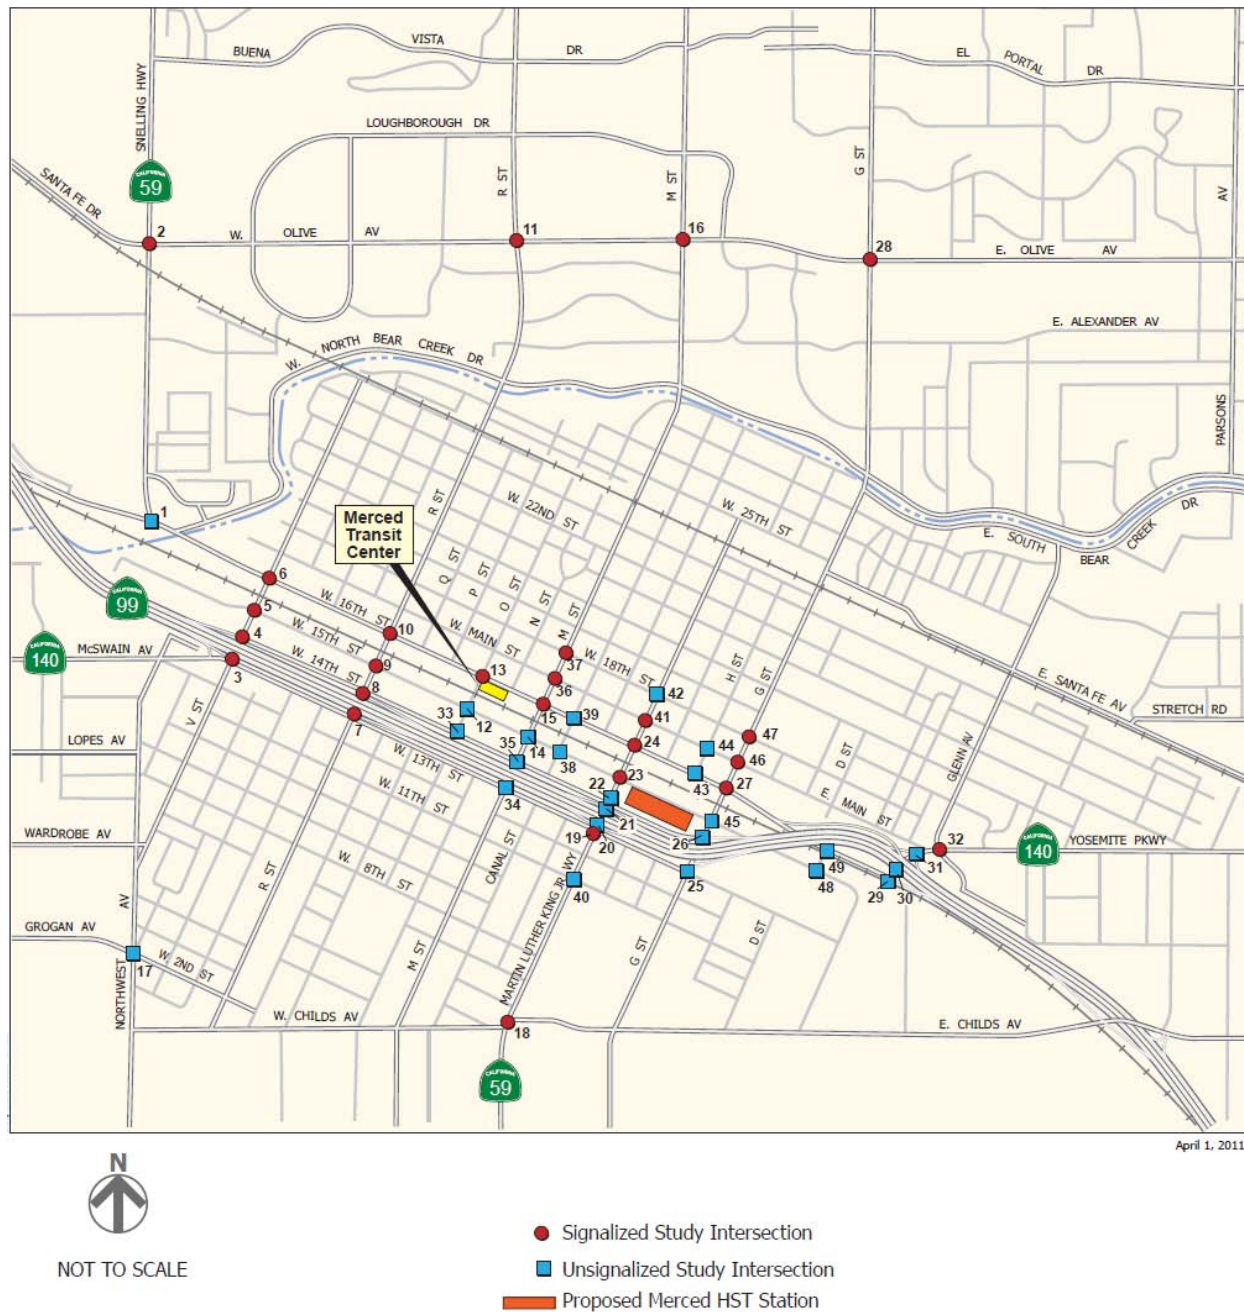 BUENA VISTA DR
EL PORTAL DR
SNELLING HWY
LOUGHBOROUGH DR
R ST
M ST
G ST
AV
CALIFORNIA
59
SANTA FE DR
2
W. OLIVE AV
11
16
28
E. OLIVE AV
E. ALEXANDER AV
W. NORTH BEAR CREEK DR
PARSONS
R ST
W. 22ND ST
W. 25TH ST
1
Merced
Transit
Center
E. SOUTH BEAR CREEK DR
Q ST
P ST
O ST
N ST
M ST
6
CALIFORNIA
99
5
W. 16TH ST
10
W. MAIN ST
W. 15TH ST
4
CALIFORNIA
140
McSWAIN AV
3
W. 14TH ST
9
8
13
37
W. 18TH ST
36
42
H ST
G ST
E. SANTA FE AV
STRETCH RD
V ST
7
33
12
15
39
41
47
LOPES AV
W. 13TH ST
35
14
38
24
44
46
D ST
GLENN AV
W. 11TH ST
34
22
23
43
27
E. MAIN ST
WARDROBE AV
21
45
CALIFORNIA
140
YOSEMITE PKWY
32
19
20
26
49
31
W. 8TH ST
CANAL ST
25
48
29
30
R ST
40
AV
MARTIN LUTHER KING JR WY
GROGAN AV
W. 2ND ST
M ST
G ST
D ST
17
NORTHWEST
W. CHILDS AV
18
E. CHILDS AV
CALIFORNIA
59
April 1, 2011
N
NOT TO SCALE
Signalized Study Intersection
Unsignalized Study Intersection
Proposed Merced HST Station